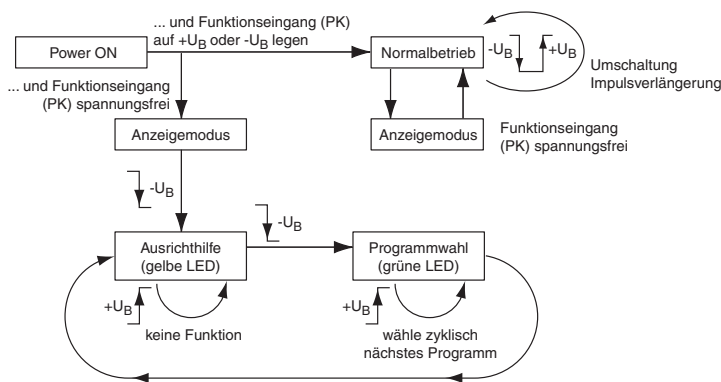 ... und Funktionseingang (PK)
auf +UB oder -UB legen
Power ON
Normalbetrieb
-UB
+UB
Umschaltung
Impulsverlängerung
... und Funktionseingang
(PK) spannungsfrei
Anzeigemodus
Anzeigemodus
Funktionseingang
(PK) spannungsfrei
-UB
-UB
Ausrichthilfe
(gelbe LED)
Programmwahl
(grüne LED)
+UB
keine Funktion
+UB
wähle zyklisch
nächstes Programm